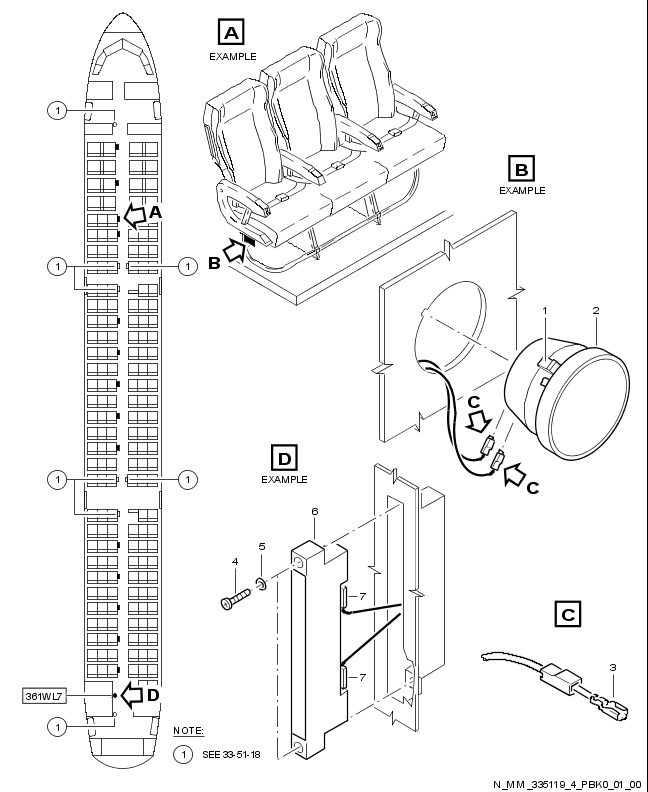 A
EXAMPLE
1
A
B
EXAMPLE
B
1
1
1
2
C
D
EXAMPLE
1
1
C
6
5
4
7
C
7
3
361WL7
D
1
NOTE:
1 SEE 33-51-18
N_MM_335119_4_PBK0_01_00